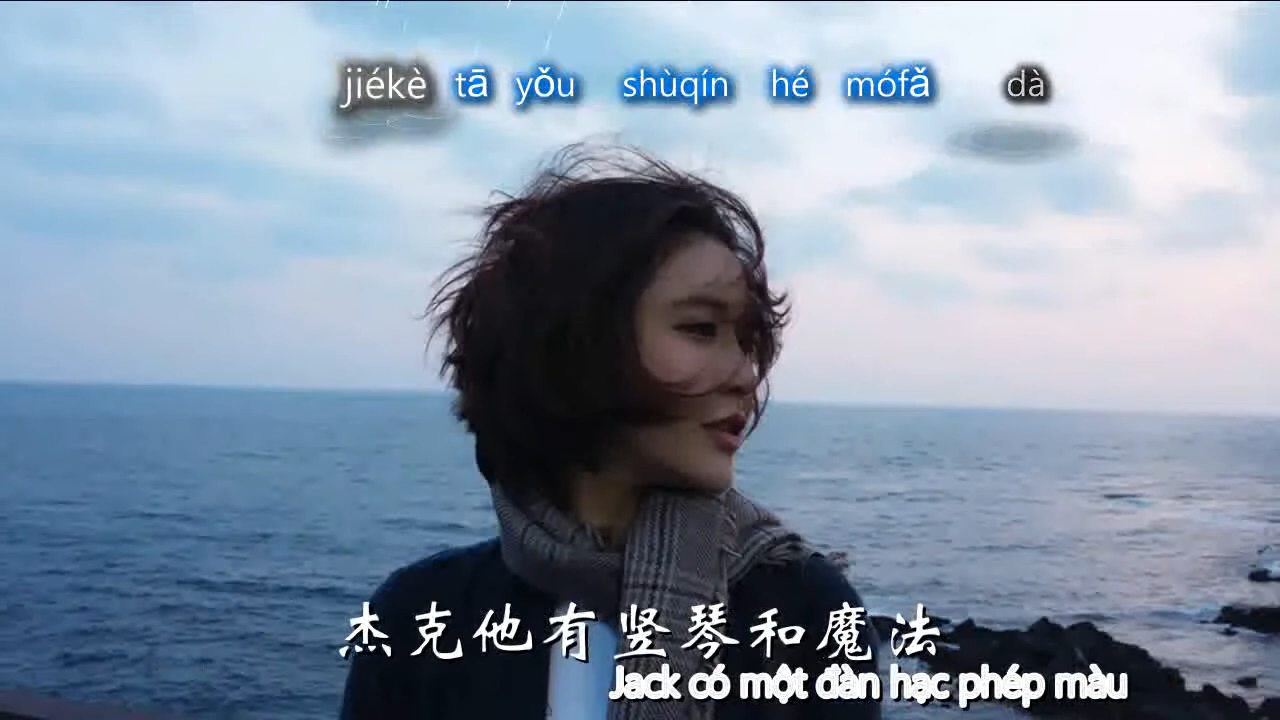 jiékè tā yǒu shùqín hé mófǎ dà
杰克他有竖琴和魔法
Jack có một đàn hạc phép màu